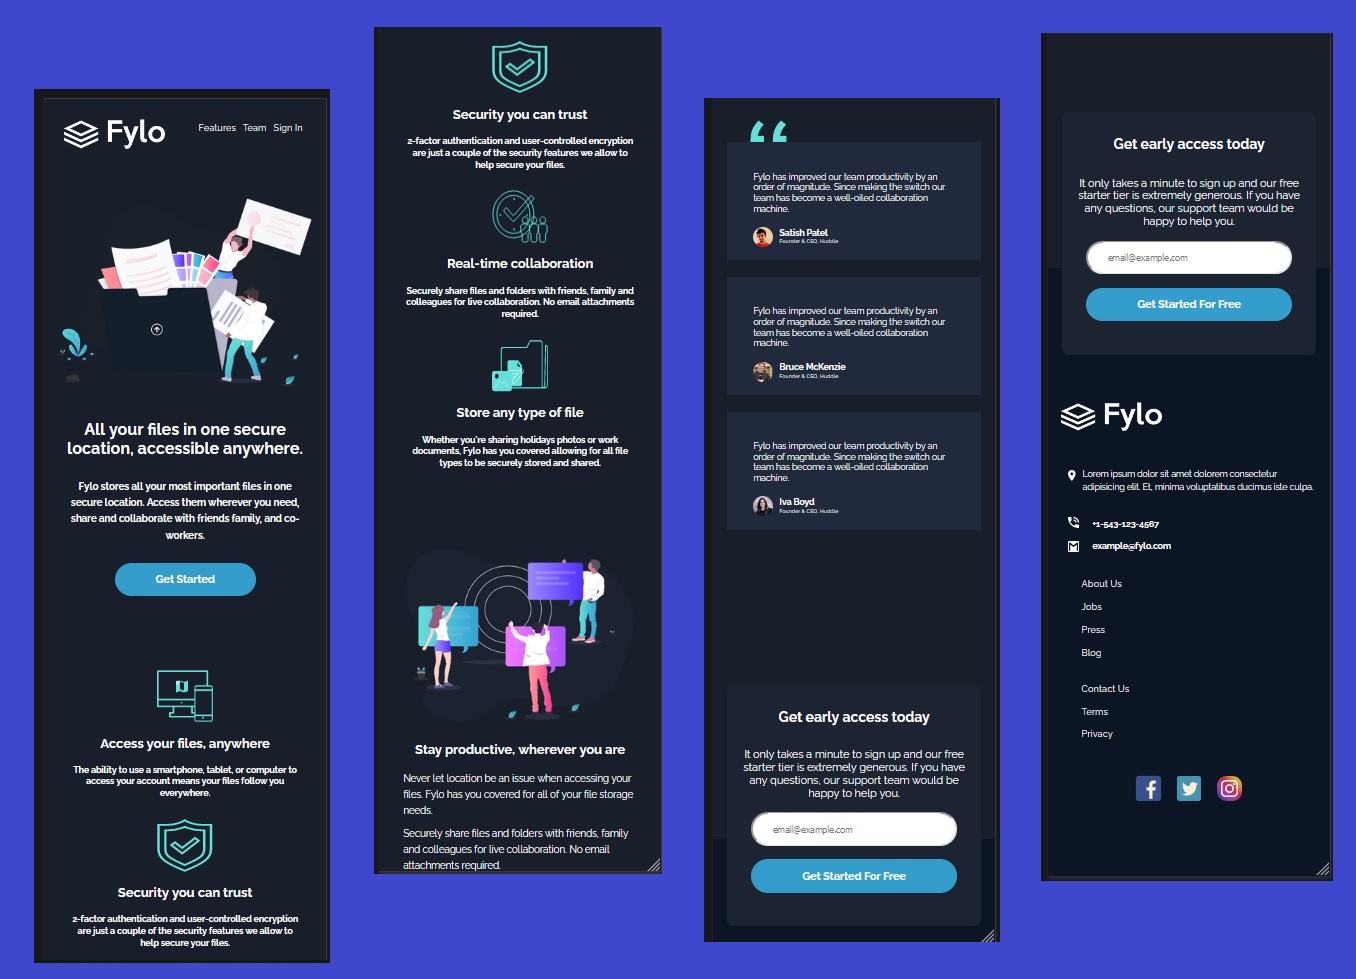 Fylo
Features Team Sign In
All your files in one secure
location, accessible anywhere.
Fylo stores all your most important files in one
secure location. Access them wherever you need,
share and collaborate with friends family, and co-
workers.
Get Started
Access your files, anywhere
The ability to use a smartphone, tablet, or computer to
access your account means your files follow you
everywhere.
Security you can trust
2-factor authentication and user-controlled encryption
are just a couple of the security features we allow to
help secure your files.
Security you can trust
2-factor authentication and user-controlled encryption
are just a couple of the security features we allow to
help secure your files.
Real-time collaboration
Securely share files and folders with friends, family and
colleagues for live collaboration. No email attachments
required.
Store any type of file
Whether you're sharing holidays photos or work
documents, Fylo has you covered allowing for all file
types to be securely stored and shared.
Stay productive, wherever you are
Never let location be an issue when accessing your
files. Fylo has you covered for all of your file storage
needs.
Securely share files and folders with friends, family
and colleagues for live collaboration. No email
attachments required.
“
Fylo has improved our team productivity by an
order of magnitude. Since making the switch our
team has become a well-oiled collaboration
machine.
Satish Patel
Founder & CEO, Huddle
Fylo has improved our team productivity by an
order of magnitude. Since making the switch our
team has become a well-oiled collaboration
machine.
Bruce McKenzie
Founder & CEO, Huddle
Fylo has improved our team productivity by an
order of magnitude. Since making the switch our
team has become a well-oiled collaboration
machine.
Iva Boyd
Founder & CEO, Huddle
Get early access today
It only takes a minute to sign up and our free
starter tier is extremely generous. If you have
any questions, our support team would be
happy to help you.
email@example.com
Get Started For Free
Get early access today
It only takes a minute to sign up and our free
starter tier is extremely generous. If you have
any questions, our support team would be
happy to help you.
email@example.com
Get Started For Free
Fylo
Lorem ipsum dolor sit amet dolorem consectetur
adipisicing elit. Et, minima voluptatibus ducimus iste culpa.
+1-543-123-4567
example@fylo.com
About Us
Jobs
Press
Blog
Contact Us
Terms
Privacy